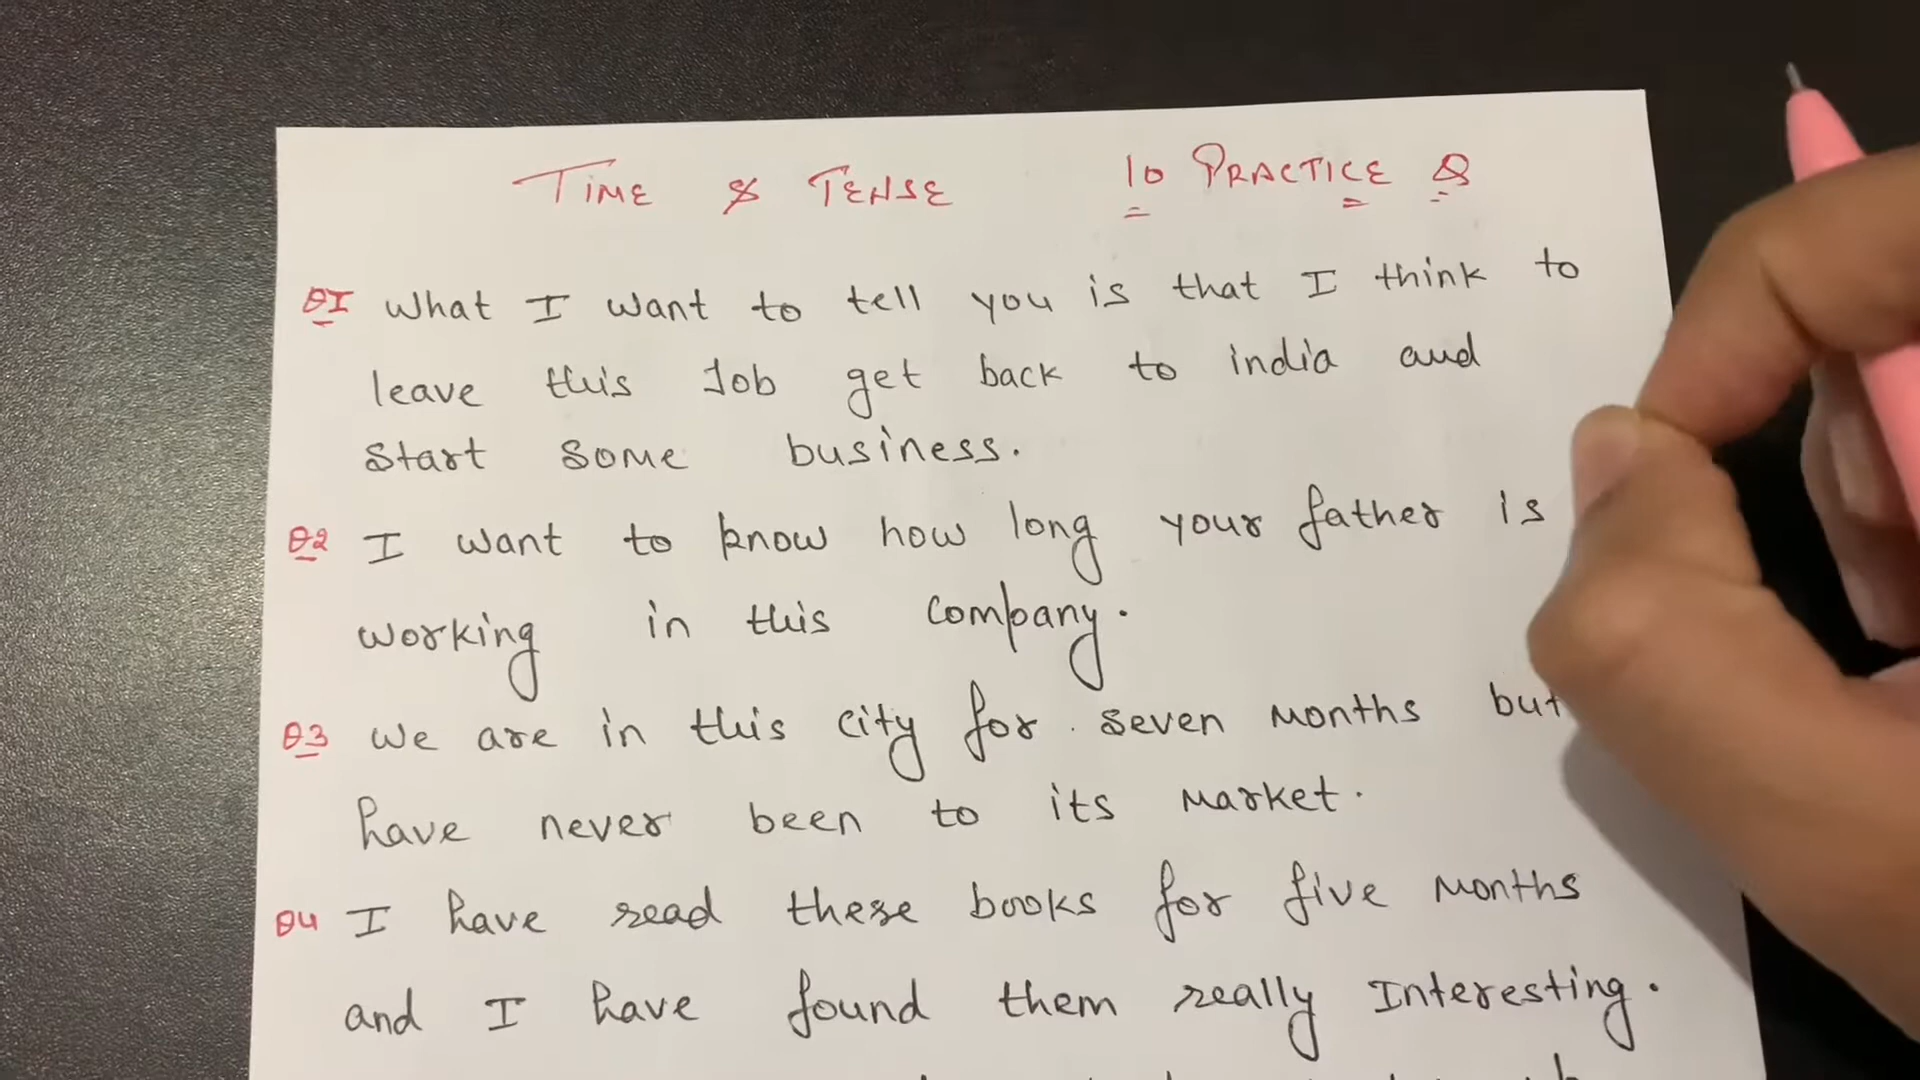 TIME & TENSE 10 PRACTICE Q
Q1 What I want to tell you is that I think to
leave this Job get back to india and
start some business.
Q2 I want to know how long your father is
working in this company.
Q3 We are in this city for seven months but
have never been to its market.
Q4 I have read these books for five months
and I have found them really Interesting.